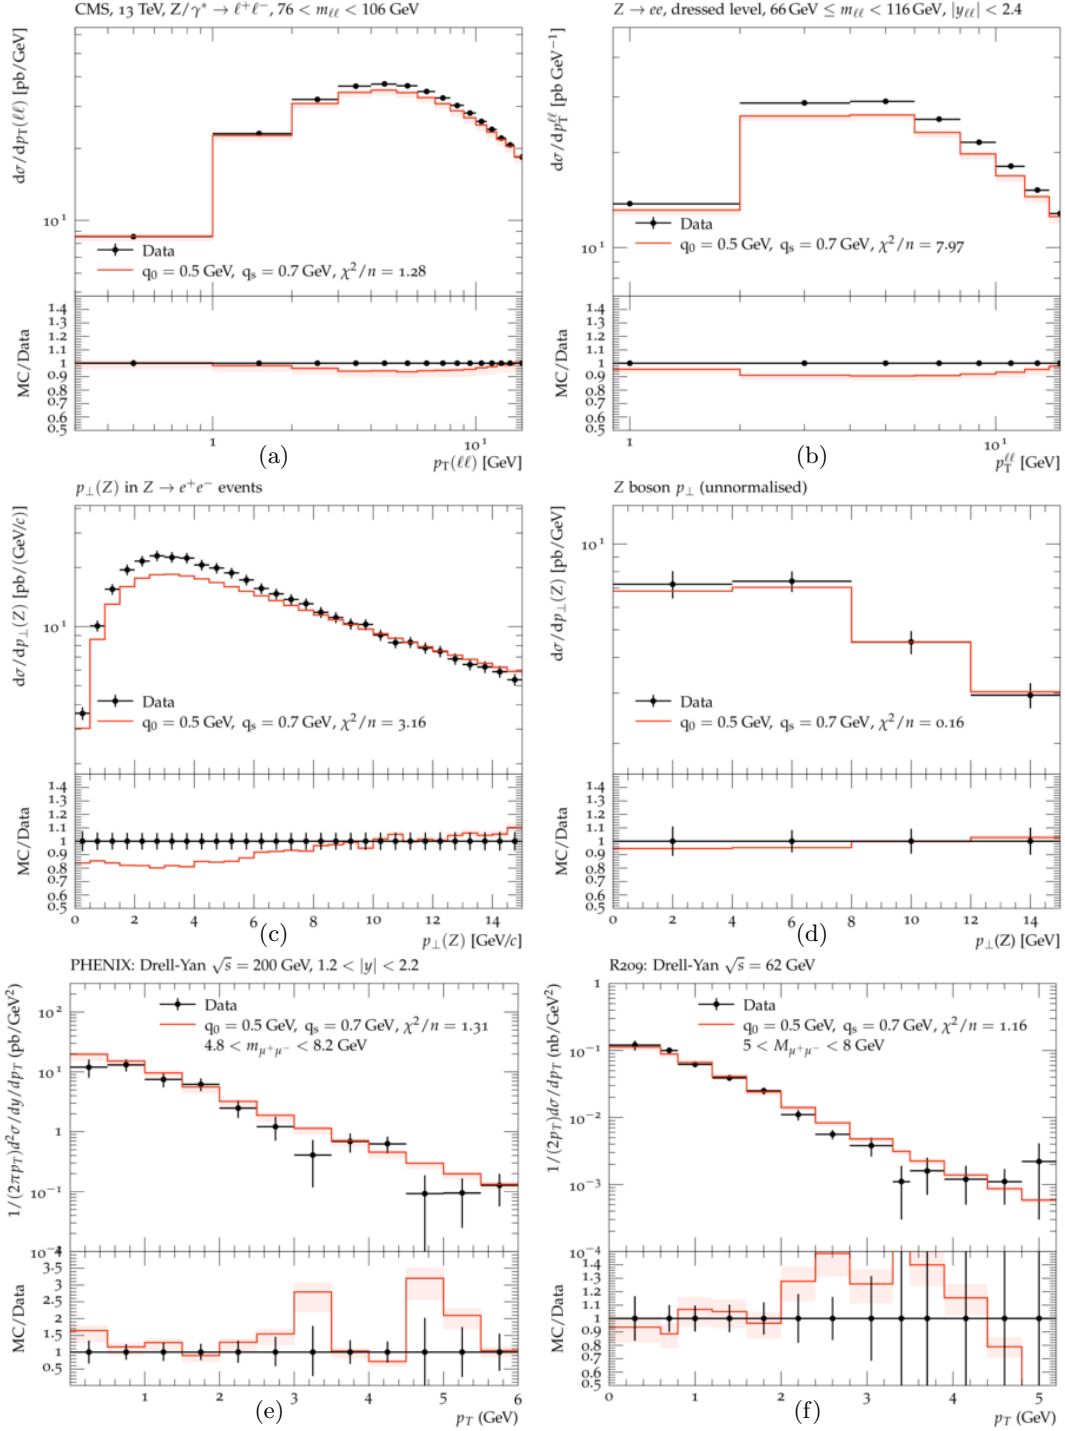 CMS, 13 TeV, Z/γ* → ℓ⁺ℓ⁻, 76 < mℓℓ < 106 GeV
dσ/dpT(ℓℓ) [pb/GeV]
10¹
Data
q₀ = 0.5 GeV, qs = 0.7 GeV, χ²/n = 1.28
MC/Data
1.4
1.3
1.2
1.1
1
0.9
0.8
0.7
0.6
0.5
1
10¹
(a)
pT(ℓℓ) [GeV]
Z → ee, dressed level, 66 GeV ≤ mℓℓ < 116 GeV, |yℓℓ| < 2.4
dσ/dpTℓℓ [pb GeV⁻¹]
10¹
Data
q₀ = 0.5 GeV, qs = 0.7 GeV, χ²/n = 7.97
MC/Data
1.4
1.3
1.2
1.1
1
0.9
0.8
0.7
0.6
0.5
1
10¹
(b)
pTℓℓ [GeV]
p⊥(Z) in Z → e⁺e⁻ events
dσ/dp⊥(Z) [pb/(GeV/c)]
10¹
Data
q₀ = 0.5 GeV, qs = 0.7 GeV, χ²/n = 3.16
MC/Data
1.4
1.3
1.2
1.1
1
0.9
0.8
0.7
0.6
0.5
0 2 4 6 8 10 12 14
(c)
p⊥(Z) [GeV/c]
Z boson p⊥ (unnormalised)
dσ/dp⊥(Z) [pb/GeV]
10¹
Data
q₀ = 0.5 GeV, qs = 0.7 GeV, χ²/n = 0.16
MC/Data
1.4
1.3
1.2
1.1
1
0.9
0.8
0.7
0.6
0.5
0 2 4 6 8 10 12 14
(d)
p⊥(Z) [GeV]
PHENIX: Drell-Yan √s = 200 GeV, 1.2 < |y| < 2.2
1/(2πpT)d²σ/dy/dpT (pb/GeV²)
10²
10¹
1
10⁻¹
Data
q₀ = 0.5 GeV, qs = 0.7 GeV, χ²/n = 1.31
4.8 < mμ⁺μ⁻ < 8.2 GeV
MC/Data
3.5
3
2.5
2
1.5
1
0.5
1 2 3 4 5 6
(e)
pT (GeV)
R209: Drell-Yan √s = 62 GeV
1/(2pT)dσ/dpT (nb/GeV²)
1
10⁻¹
10⁻²
10⁻³
10⁻⁴
Data
q₀ = 0.5 GeV, qs = 0.7 GeV, χ²/n = 1.16
5 < Mμ⁺μ⁻ < 8 GeV
MC/Data
1.4
1.3
1.2
1.1
1
0.9
0.8
0.7
0.6
0.5
0 1 2 3 4 5
(f)
pT (GeV)